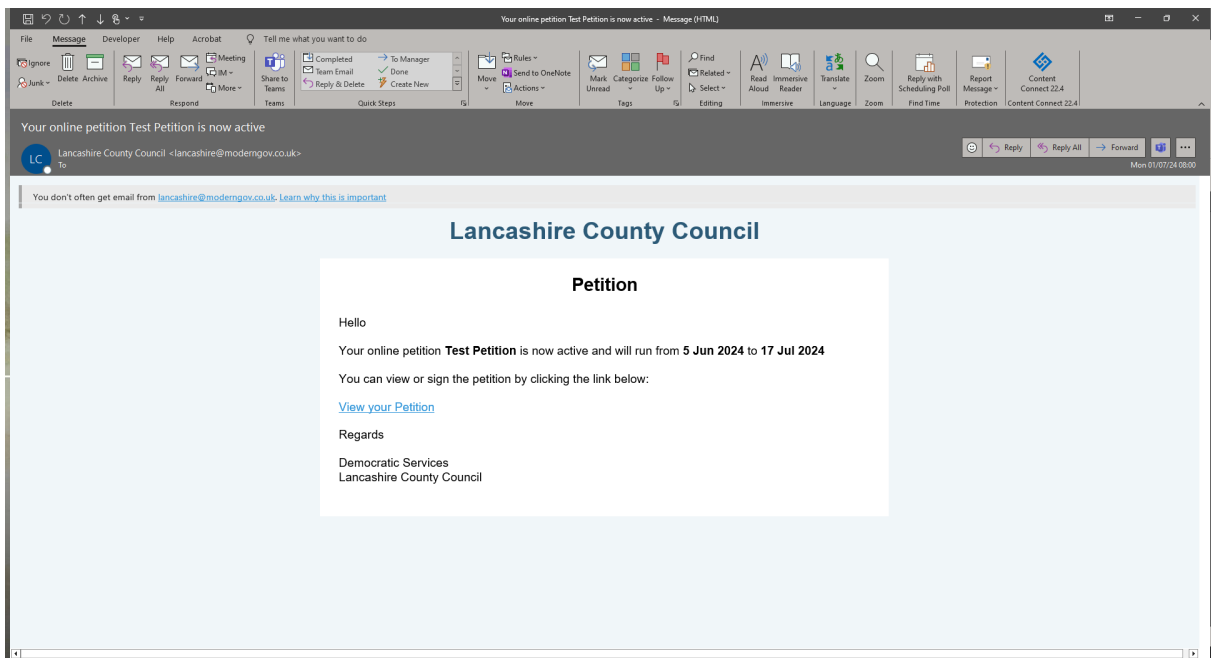 Your online petition Test Petition is now active - Message (HTML)
File Message Developer Help Acrobat Tell me what you want to do
Ignore
Junk
Delete
Archive
Delete
Reply
Reply All
Forward
Meeting
IM
More
Respond
Share to Teams
Teams
Completed
Team Email
Reply & Delete
To Manager
Done
Create New
Quick Steps
Move
Rules
Send to OneNote
Actions
Move
Mark Unread
Categorize
Follow Up
Tags
Find
Related
Select
Editing
Read Aloud
Immersive Reader
Immersive
Translate
Language
Zoom
Zoom
Reply with Scheduling Poll
Find Time
Report Message
Protection
Content Connect 22.4
Content Connect 22.4
Your online petition Test Petition is now active
LC
Lancashire County Council <lancashire@moderngov.co.uk>
To
Reply Reply All Forward
Mon 01/07/24 08:00
You don't often get email from lancashire@moderngov.co.uk. Learn why this is important
Lancashire County Council
Petition
Hello
Your online petition Test Petition is now active and will run from 5 Jun 2024 to 17 Jul 2024
You can view or sign the petition by clicking the link below:
View your Petition
Regards
Democratic Services
Lancashire County Council